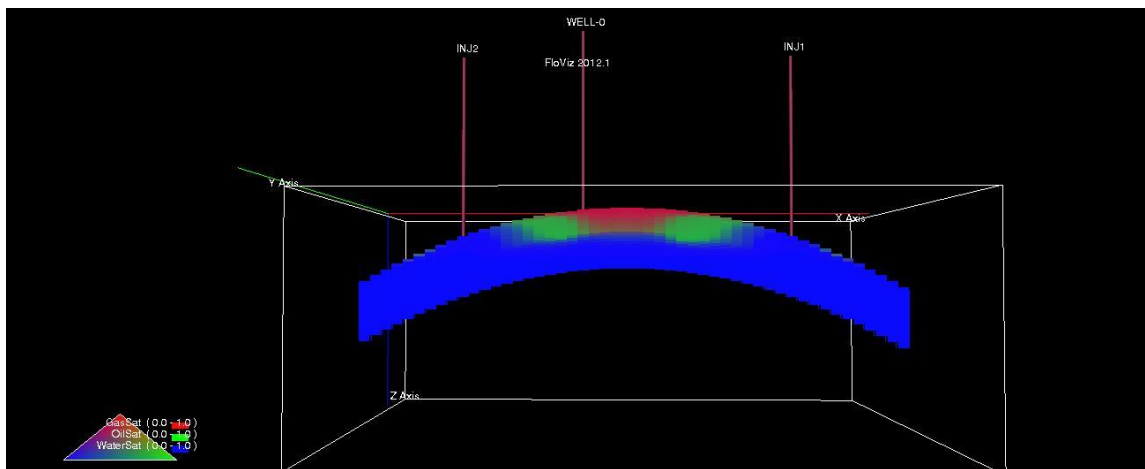 WELL-0
INJ2
INJ1
FloViz 2012.1
Y Axis
X Axis
Z Axis
GasSat (0.0 - 1.0)
OilSat (0.0 - 1.0)
WaterSat (0.0 - 1.0)